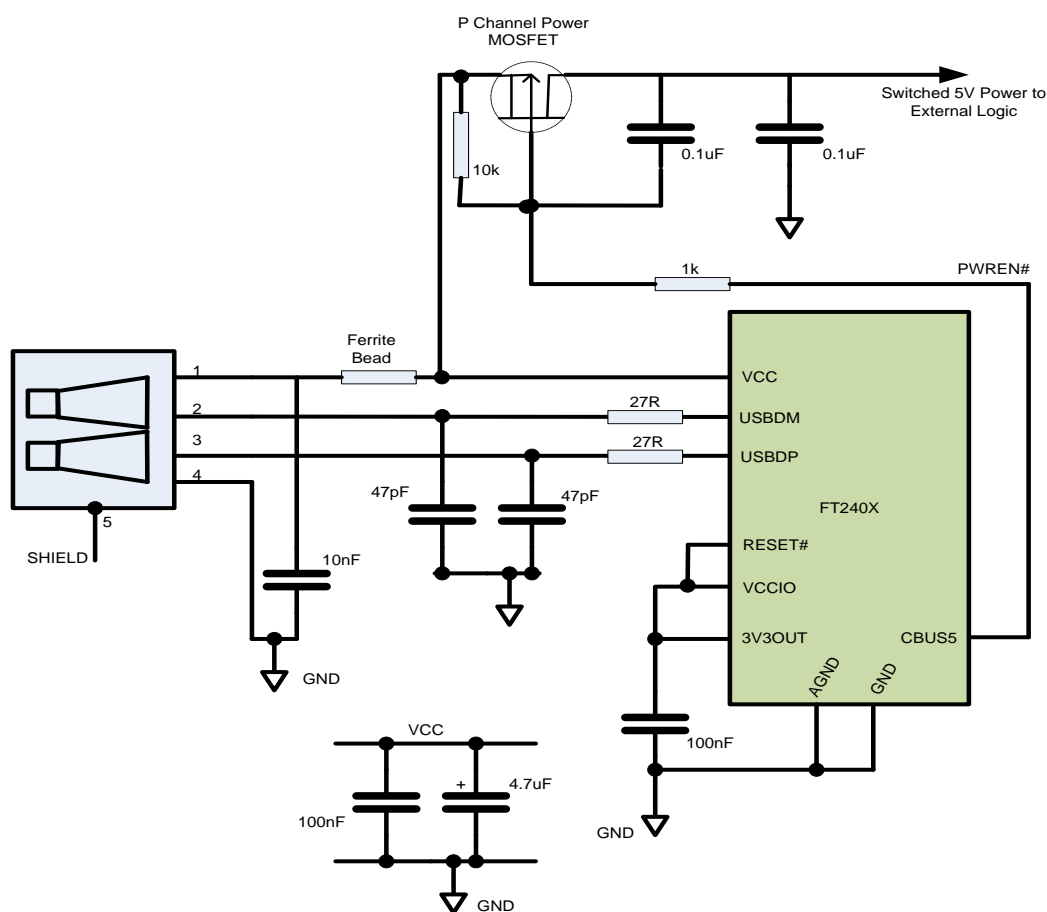 P Channel Power
MOSFET
Switched 5V Power to
External Logic
0.1uF
0.1uF
10k
1k
PWREN#
Ferrite
Bead
1
2
3
4
5
SHIELD
27R
27R
VCC
USBDM
USBDP
47pF
47pF
FT240X
10nF
RESET#
VCCIO
3V3OUT
CBUS5
AGND
GND
GND
100nF
GND
VCC
+
4.7uF
100nF
GND